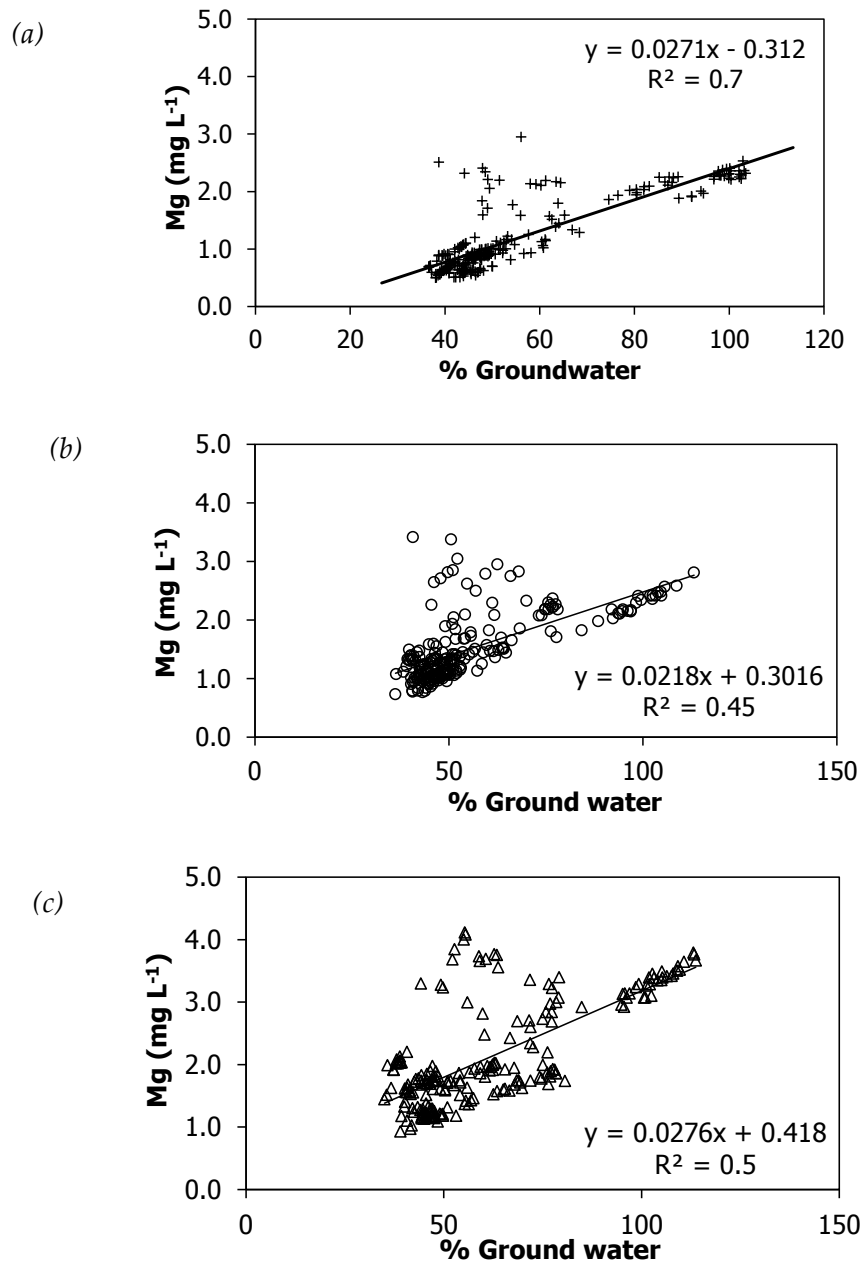 (a)
y = 0.0271x - 0.312
R² = 0.7
Mg (mg L⁻¹)
5.0
4.0
3.0
2.0
1.0
0.0
0 20 40 60 80 100 120
% Groundwater
(b)
Mg (mg L⁻¹)
5.0
4.0
3.0
2.0
1.0
0.0
y = 0.0218x + 0.3016
R² = 0.45
0 50 100 150
% Ground water
(c)
Mg (mg L⁻¹)
5.0
4.0
3.0
2.0
1.0
0.0
y = 0.0276x + 0.418
R² = 0.5
0 50 100 150
% Ground water